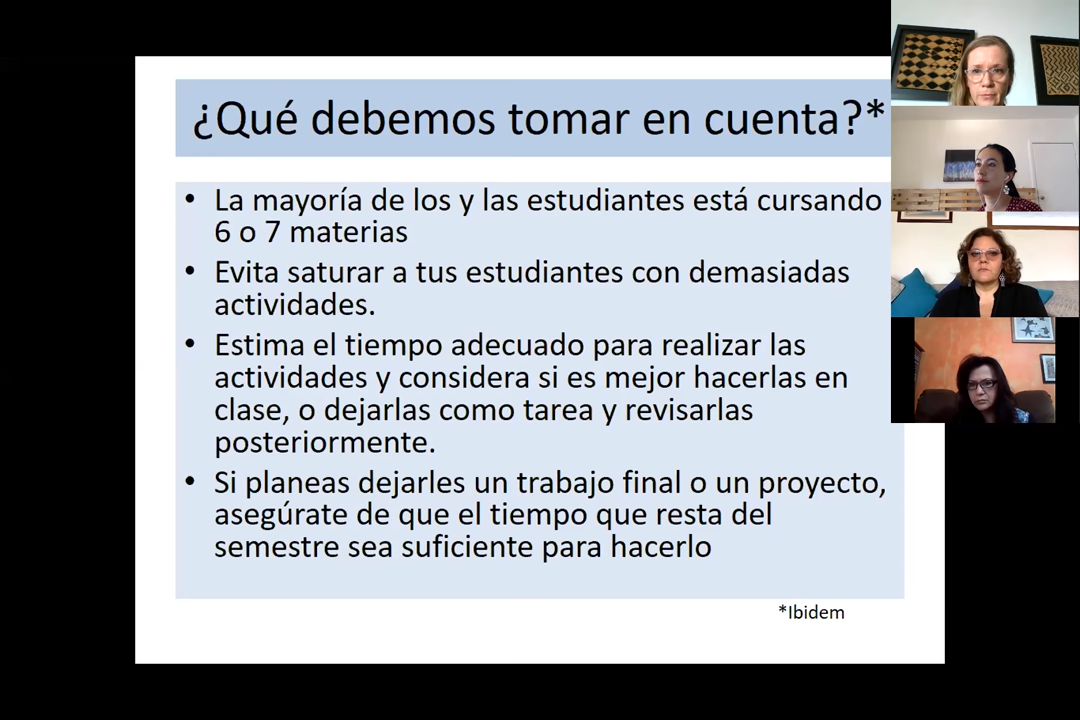 ¿Qué debemos tomar en cuenta?*
• La mayoría de los y las estudiantes está cursando
6 o 7 materias
• Evita saturar a tus estudiantes con demasiadas
actividades.
• Estima el tiempo adecuado para realizar las
actividades y considera si es mejor hacerlas en
clase, o dejarlas como tarea y revisarlas
posteriormente.
• Si planeas dejarles un trabajo final o un proyecto,
asegúrate de que el tiempo que resta del
semestre sea suficiente para hacerlo
*Ibidem